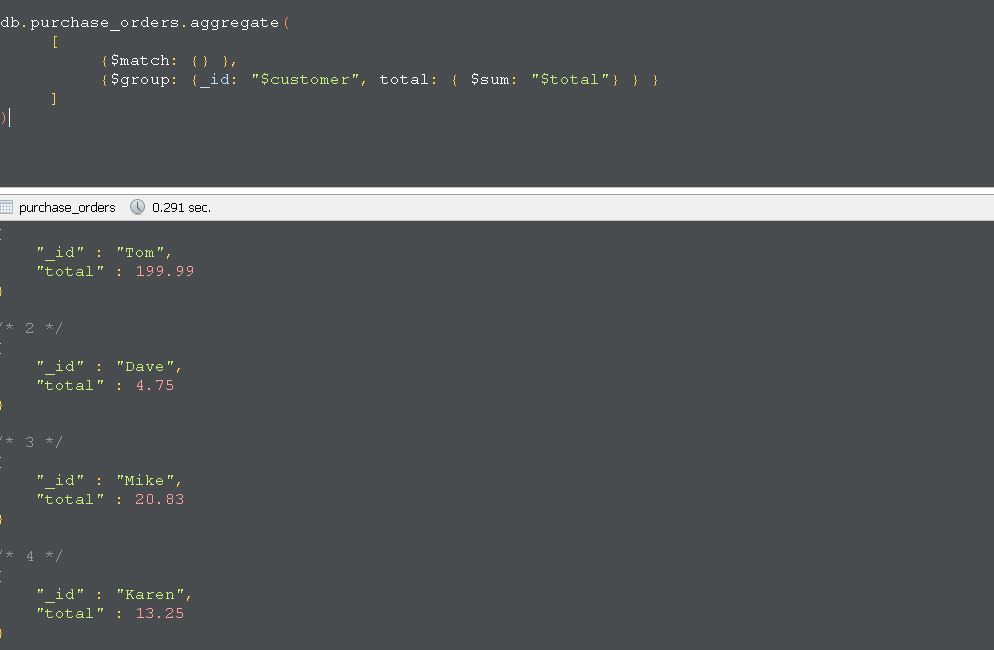 db.purchase_orders.aggregate(
[
{$match: {} },
{$group: {_id: "$customer", total: { $sum: "$total"} } }
]
)
purchase_orders 0.291 sec.
{
"_id" : "Tom",
"total" : 199.99
}
/* 2 */
{
"_id" : "Dave",
"total" : 4.75
}
/* 3 */
{
"_id" : "Mike",
"total" : 20.83
}
/* 4 */
{
"_id" : "Karen",
"total" : 13.25
}